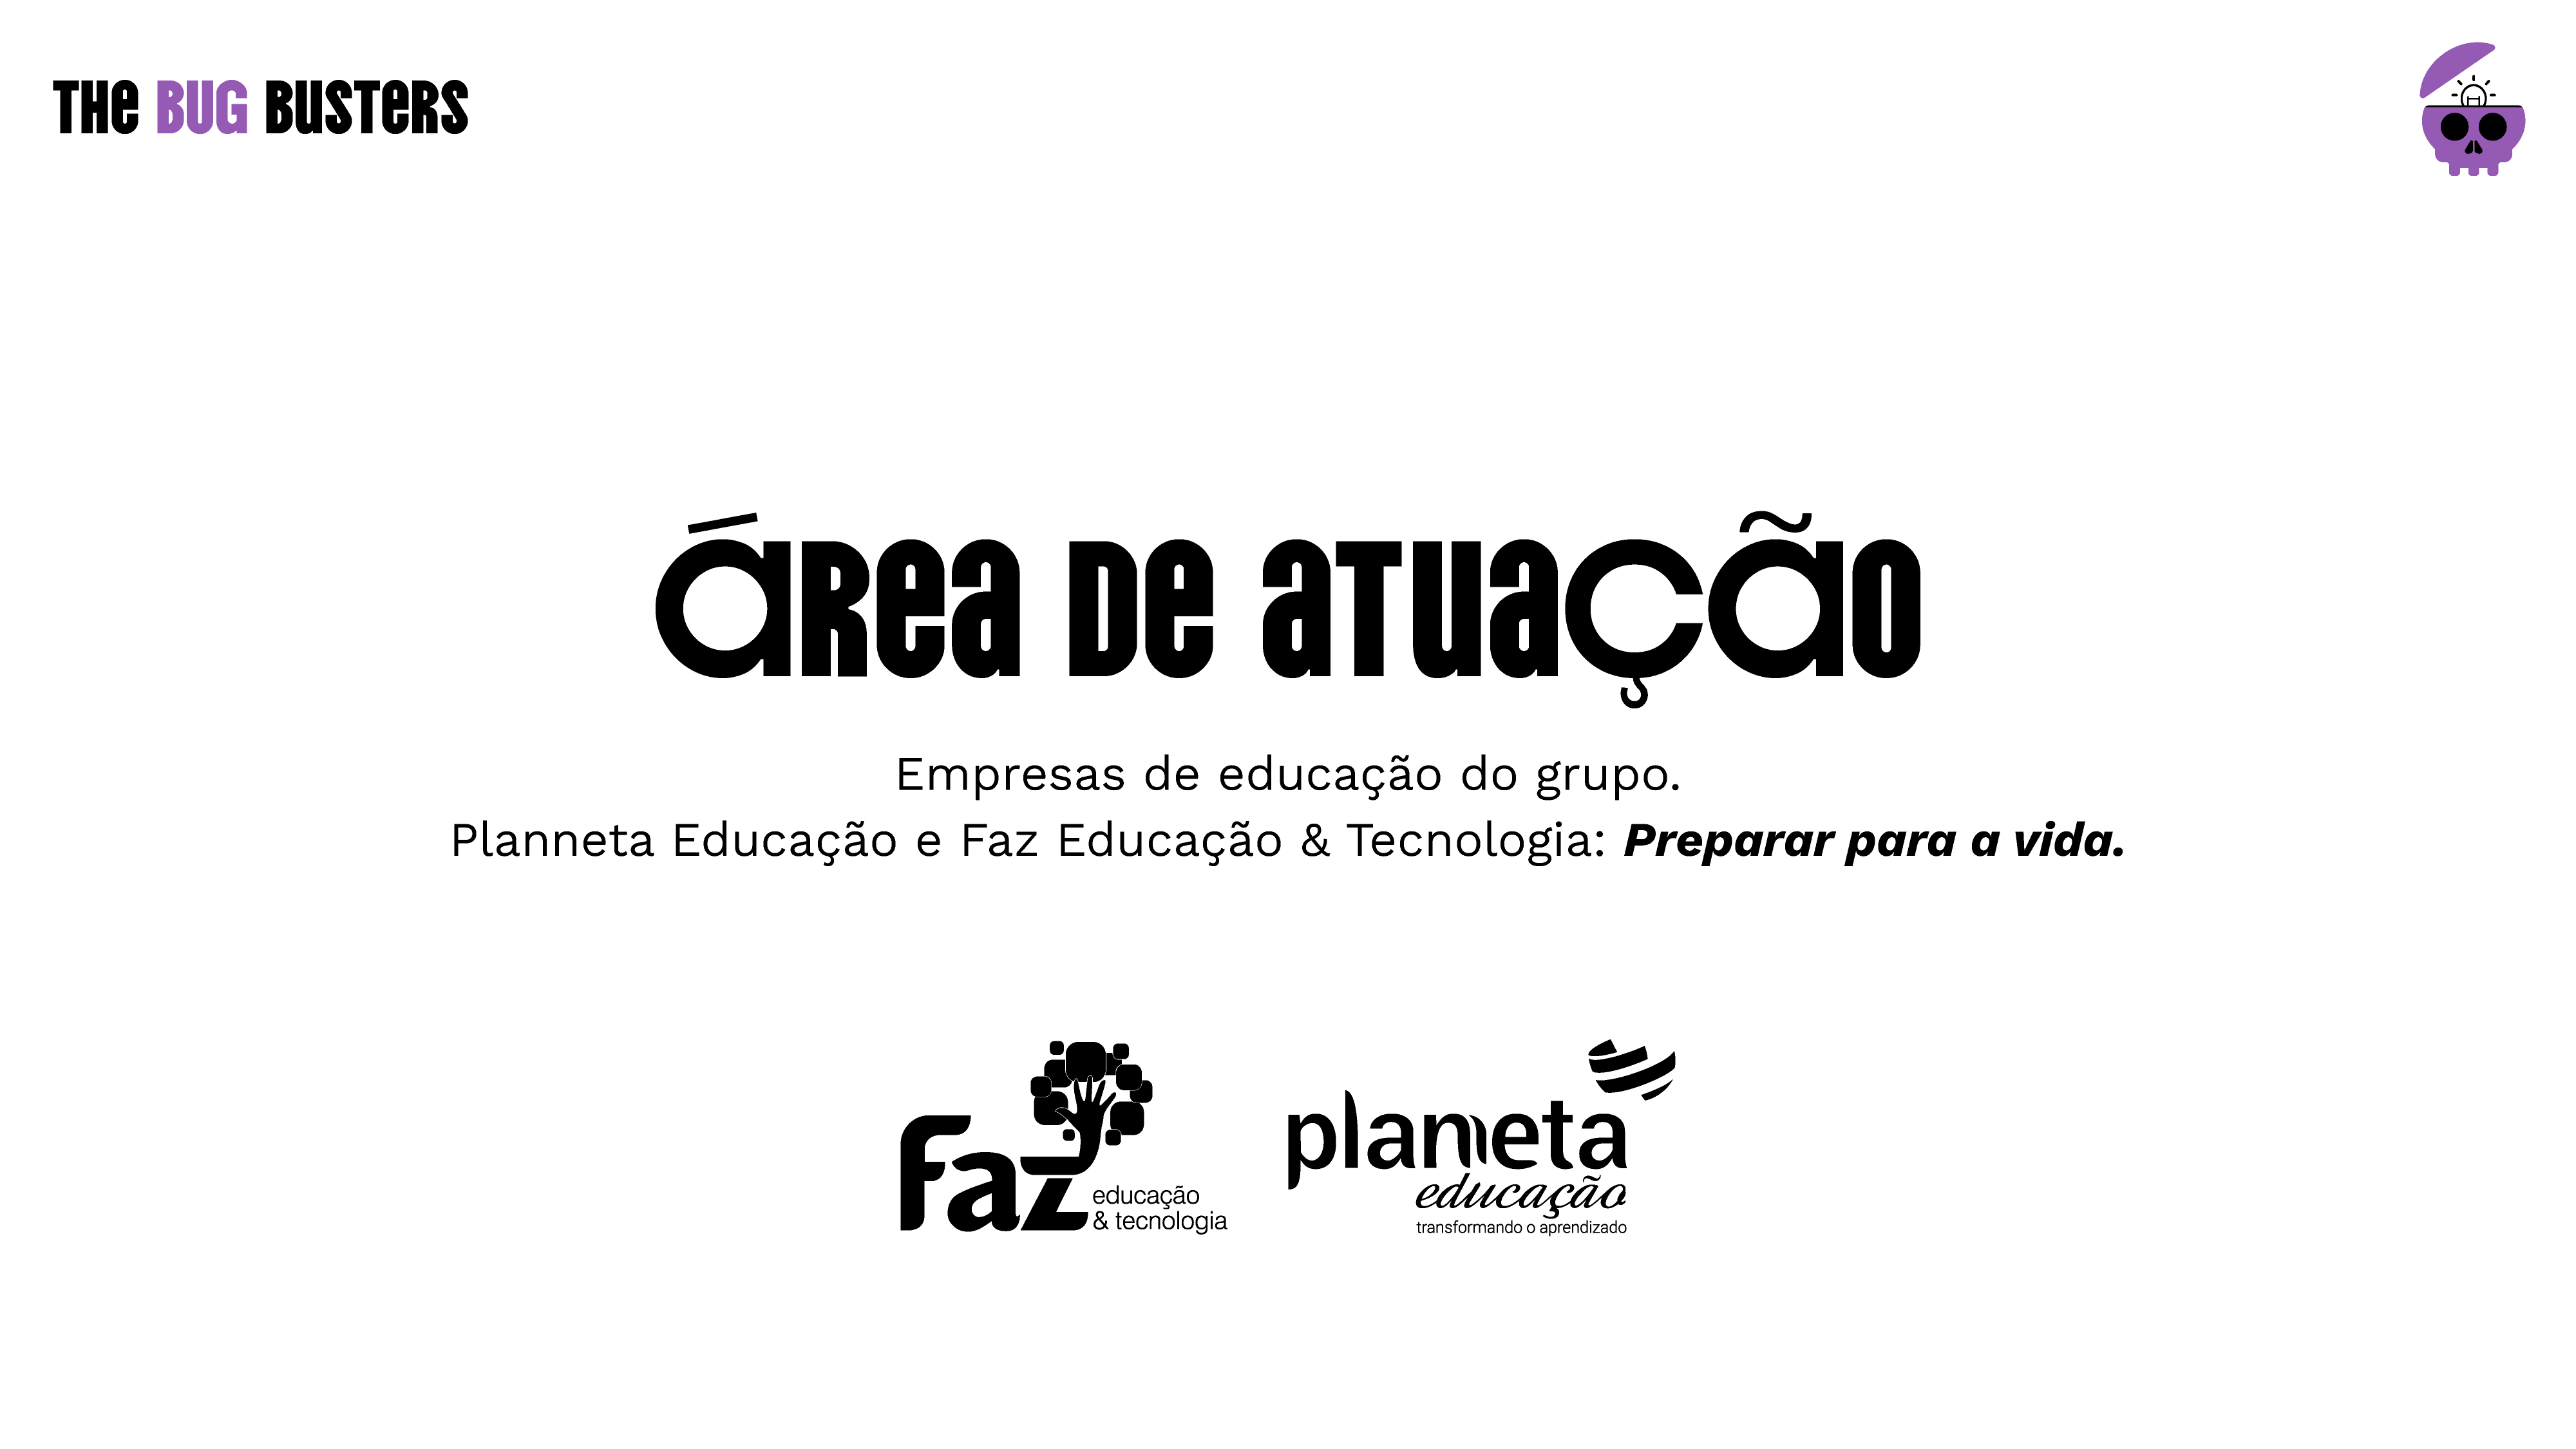 THE BUG BUSTERS
ÁREA DE ATUAÇÃO
Empresas de educação do grupo.
Planneta Educação e Faz Educação & Tecnologia: Preparar para a vida.
faz
educação
& tecnologia
planneta
educação
transformando o aprendizado